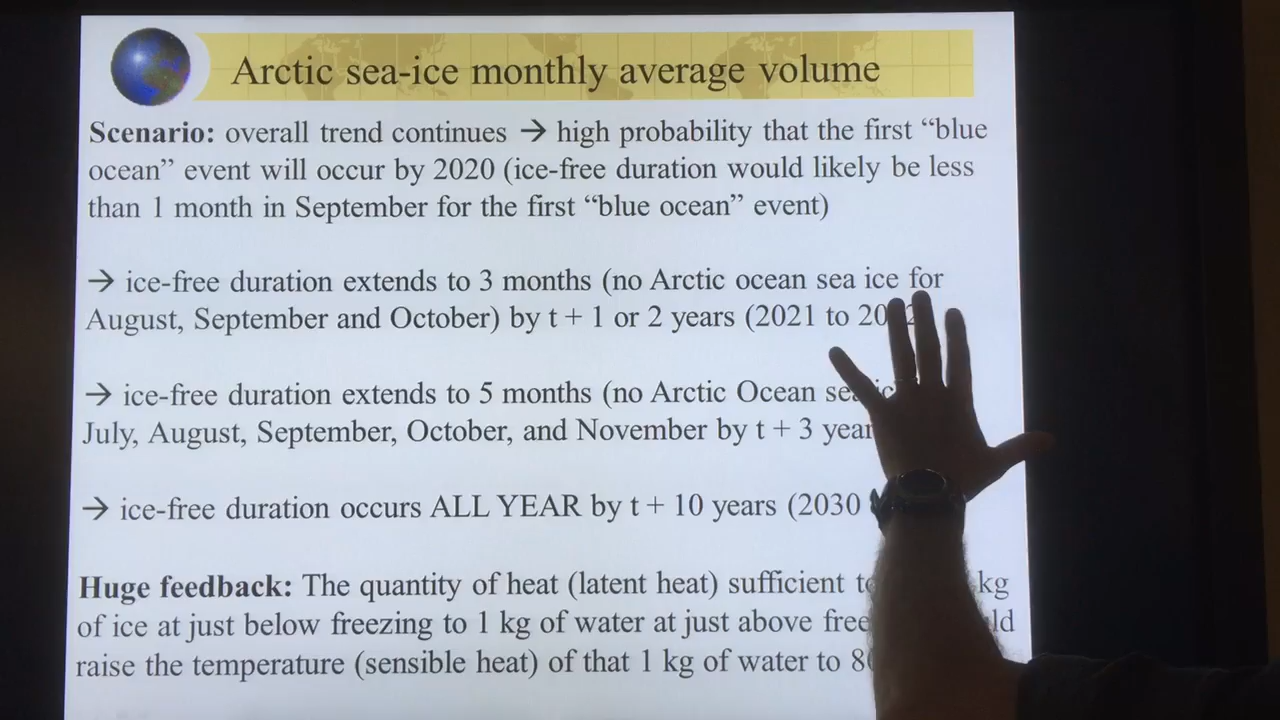 Arctic sea-ice monthly average volume
Scenario: overall trend continues → high probability that the first “blue
ocean” event will occur by 2020 (ice-free duration would likely be less
than 1 month in September for the first “blue ocean” event)
→ ice-free duration extends to 3 months (no Arctic ocean sea ice for
August, September and October) by t + 1 or 2 years (2021 to
→ ice-free duration extends to 5 months (no Arctic Ocean
July, August, September, October, and November by t + 3
→ ice-free duration occurs ALL YEAR by t + 10 years (2030
Huge feedback: The quantity of heat (latent heat) sufficient kg
of ice at just below freezing to 1 kg of water at just above
raise the temperature (sensible heat) of that 1 kg of water to